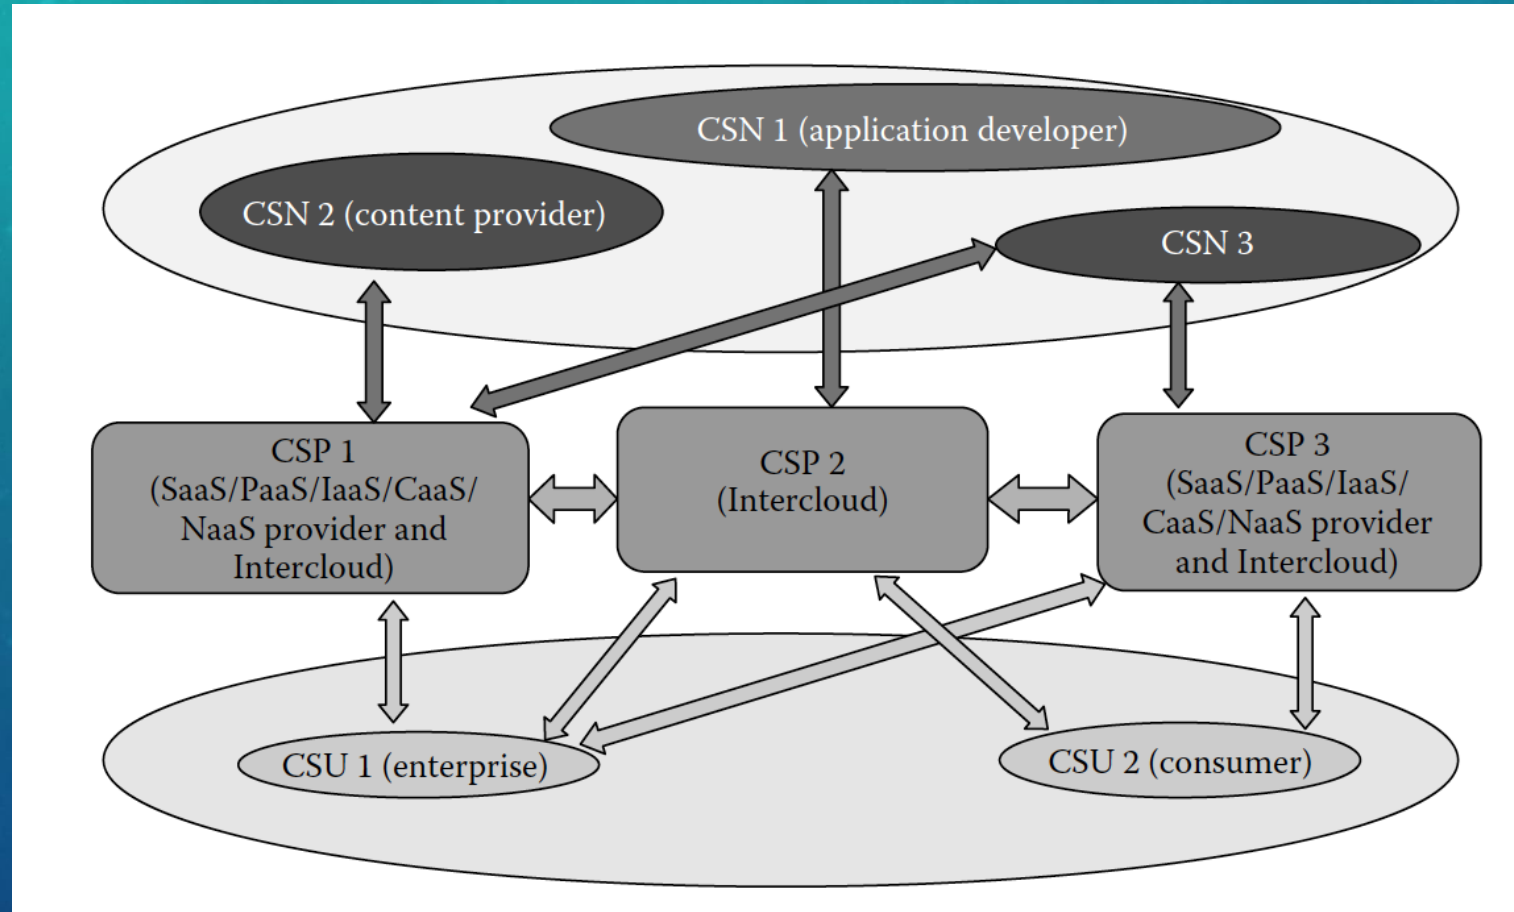 CSN 1 (application developer)
CSN 2 (content provider)
CSN 3
CSP 1
(SaaS/PaaS/IaaS/CaaS/
NaaS provider and
Intercloud)
CSP 2
(Intercloud)
CSP 3
(SaaS/PaaS/IaaS/
CaaS/NaaS provider
and Intercloud)
CSU 1 (enterprise)
CSU 2 (consumer)